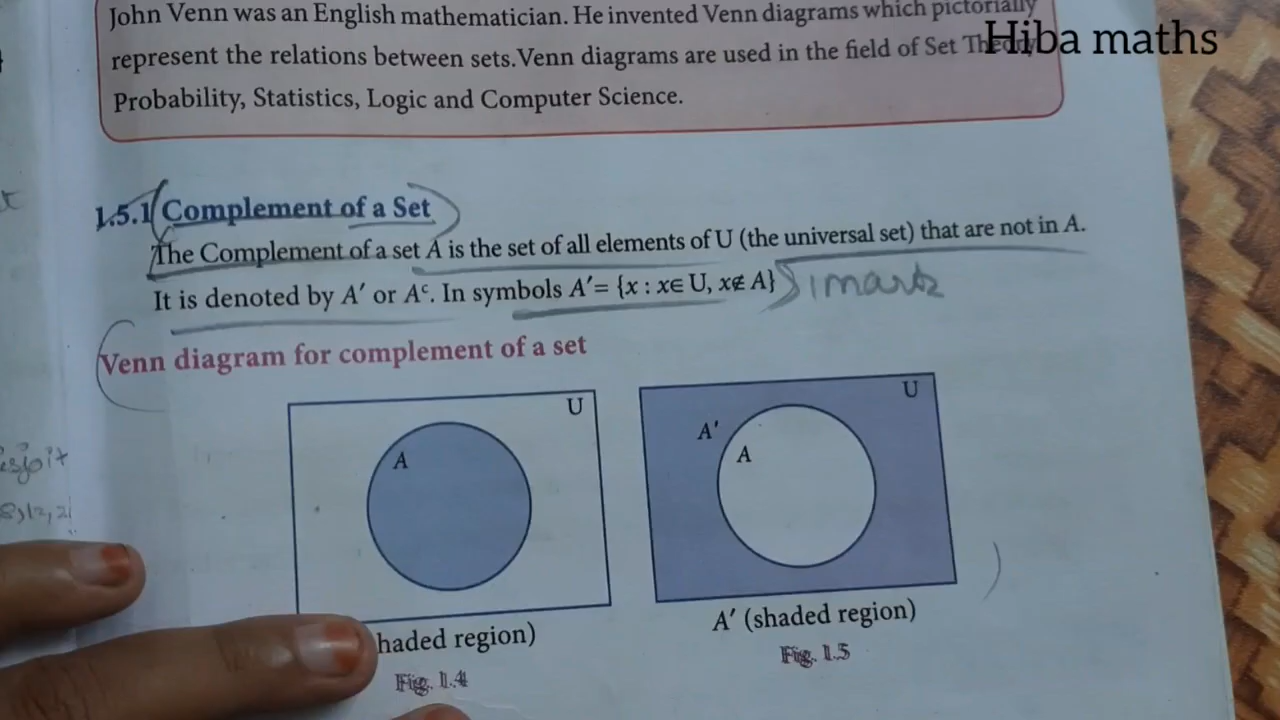 John Venn was an English mathematician. He invented Venn diagrams which pictorially
Hiba maths
represent the relations between sets. Venn diagrams are used in the field of Set
Probability, Statistics, Logic and Computer Science.
1.5.1 Complement of a Set
The Complement of a set A is the set of all elements of U (the universal set) that are not in A.
It is denoted by A′ or Aᶜ. In symbols A′= {x : x∈ U, x∉ A} 1 mark
Venn diagram for complement of a set
U
A
U
A′
A
haded region)
A′ (shaded region)
Fig. 1.4
Fig. 1.5